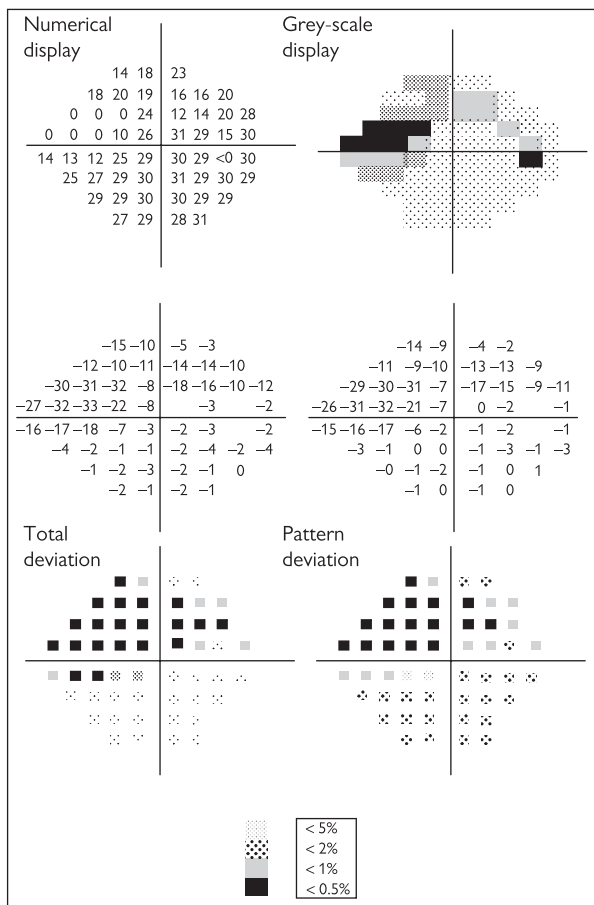 Numerical display
Grey-scale display
14 18 23
18 20 19 16 16 20
0 0 0 24 12 14 20 28
0 0 0 10 26 31 29 15 30
14 13 12 25 29 30 29 <0 30
25 27 29 30 31 29 30 29
29 29 30 30 30 29
27 29 28 31
−15 −10 −5 −3
−12 −10 −11 −14 −14 −10
−30 −31 −32 −8 −18 −16 −10 −12
−27 −32 −33 −22 −8 −3 −2
−16 −17 −18 −7 −3 −2 −3 −2
−4 −2 −1 −1 −2 −4 −2 −4
−1 −2 −3 −2 −1 0
−2 −1 −2 −1
−14 −9 −4 −2
−11 −9 −10 −13 −13 −9
−29 −30 −31 −7 −17 −15 −9 −11
−26 −31 −32 −21 −7 0 −2 −1
−15 −16 −17 −6 −2 −1 −2 −1
−3 −1 0 0 −1 −3 −1 −3
−0 −1 −2 −1 0 1
−1 0 −1 0
Total deviation
Pattern deviation
< 5%
< 2%
< 1%
< 0.5%